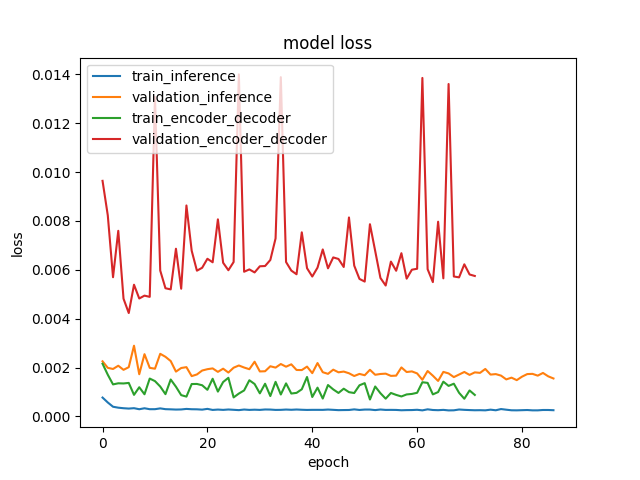 model loss
train_inference
validation_inference
train_encoder_decoder
validation_encoder_decoder
loss
0.014
0.012
0.010
0.008
0.006
0.004
0.002
0.000
0 20 40 60 80
epoch